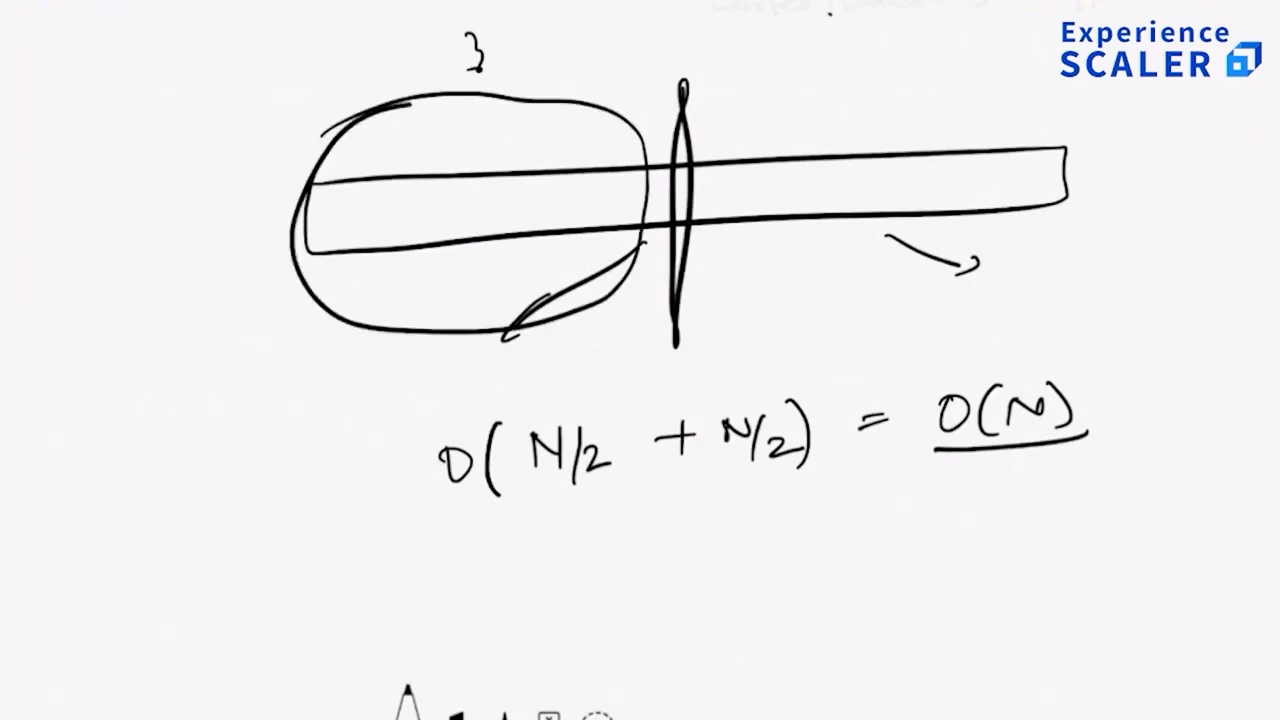 Experience
SCALER
}
O( N/2 + N/2) = O(N)